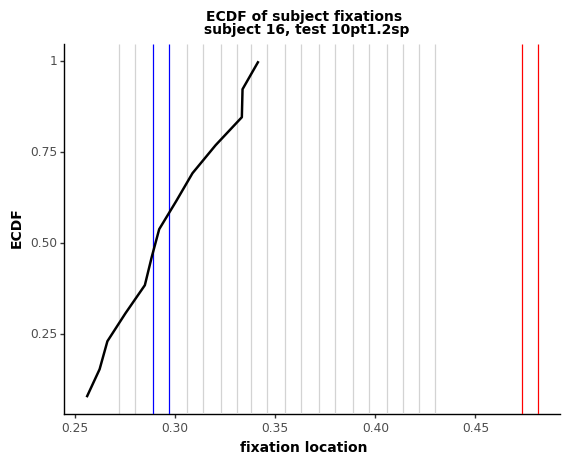 ECDF of subject fixations
subject 16, test 10pt1.2sp
1
0.75
0.50
0.25
ECDF
0.25 0.30 0.35 0.40 0.45
fixation location